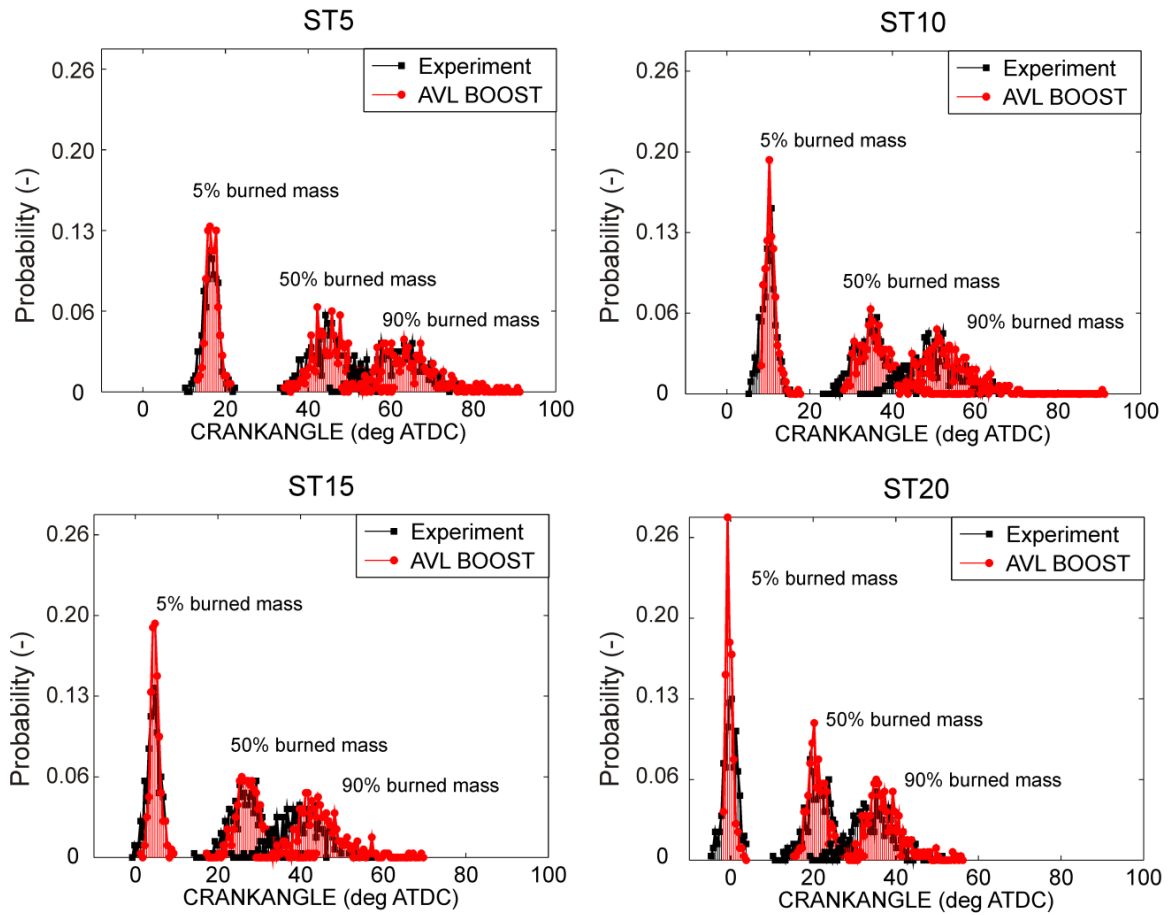 ST5
Experiment
AVL BOOST
0.26
0.20
0.13
0.06
0
Probability (-)
5% burned mass
50% burned mass
90% burned mass
0
20
40
60
80
100
CRANKANGLE (deg ATDC)
ST10
Experiment
AVL BOOST
0.26
0.20
0.13
0.06
0
Probability (-)
5% burned mass
50% burned mass
90% burned mass
0
20
40
60
80
100
CRANKANGLE (deg ATDC)
ST15
Experiment
AVL BOOST
0.26
0.20
0.13
0.06
0
Probability (-)
5% burned mass
50% burned mass
90% burned mass
0
20
40
60
80
100
CRANKANGLE (deg ATDC)
ST20
Experiment
AVL BOOST
0.26
0.20
0.13
0.06
0
Probability (-)
5% burned mass
50% burned mass
90% burned mass
0
20
40
60
80
100
CRANKANGLE (deg ATDC)